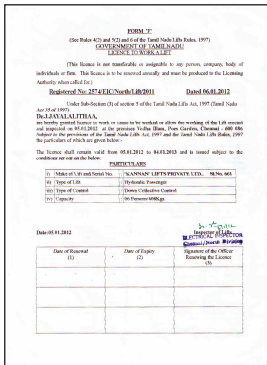 FORM 'F'
(See Rules 4(2) and 5(2) and 6 of the Tamil Nadu Lifts Rules, 1997)
GOVERNMENT OF TAMILNADU
LICENCE TO WORK A LIFT
(This licence is not transferable or assignable to any person, company, body of
individuals or firm. This licence is to be renewed annually and must be produced to the Licensing
Authority when called for.)
Registered No: 2574/EIC/North/Lift/2011 Dated 06.01.2012
Under Sub-Section (3) of section 5 of the Tamil Nadu Lifts Act, 1997 (Tamil Nadu
Act 35 of 1997)
Dr.J.JAYALALITHAA,
are hereby granted licence to work or cause to be worked or allow the working of the Lift erected
and inspected on 05.01.2012 at the premises Vedha Illam, Poes Garden, Chennai - 600 086
Subject to the provisions of the Tamil Nadu Lifts Act, 1997 and the Tamil Nadu Lifts Rules, 1997
the particulars of which are given below:-
The licence shall remain valid from 05.01.2012 to 04.01.2013 and is issued subject to the
conditions set out on the below
PARTICULARS
i) Make of Lift and Serial No. 'KANNAN' LIFTS PRIVATE LTD., Sl.No. 663
ii) Type of Lift Hydraulic Passenger
iii) Type of Control Down Collective Control
iv) Capacity 06 Persons/408Kgs
Date:05.01.2012
Inspector of Lifts
ELECTRICAL INSPECTOR
Chennai/North Division
Date of Renewal
(1)
Date of Expiry
(2)
Signature of the Officer
Renewing the Licence
(3)